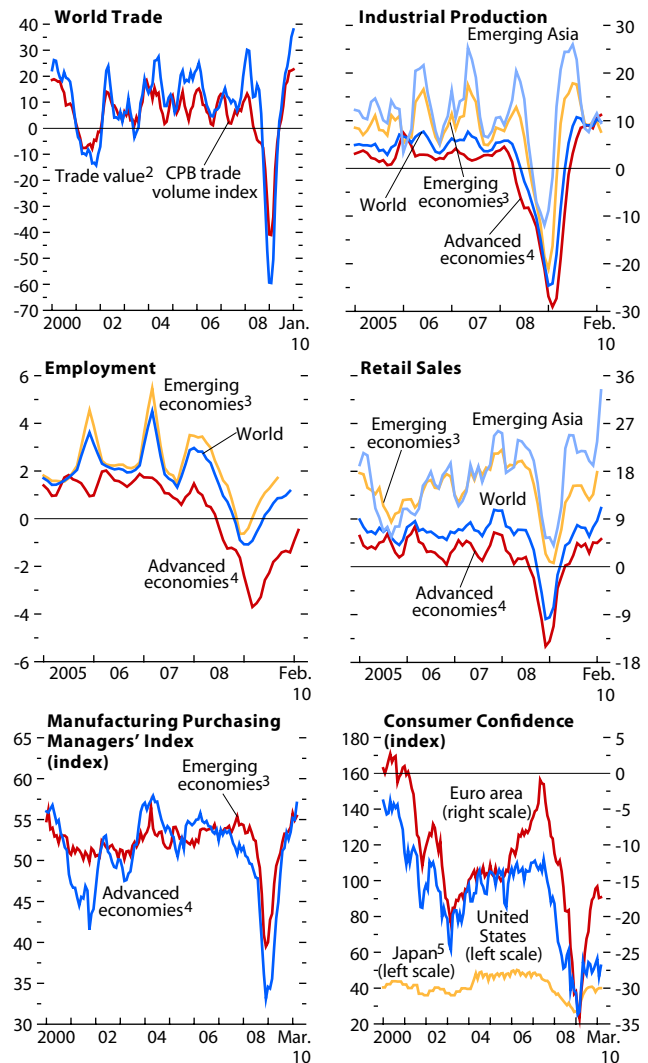 World Trade
40
30
20
10
0
-10
-20
-30
-40
-50
-60
-70
Trade value2
CPB trade
volume index
2000 02 04 06 08 Jan.
10
Industrial Production
30
20
10
0
-10
-20
-30
Emerging Asia
Emerging
economies3
World
Advanced
economies4
2005 06 07 08 Feb.
10
Employment
6
4
2
0
-2
-4
-6
Emerging
economies3
World
Advanced
economies4
2005 06 07 08 Feb.
10
Retail Sales
36
27
18
9
0
-9
-18
Emerging Asia
Emerging
economies3
World
Advanced
economies4
2005 06 07 08 Feb.
10
Manufacturing Purchasing
Managers’ Index
(index)
65
60
55
50
45
40
35
30
Emerging
economies3
Advanced
economies4
2000 02 04 06 08 Mar.
10
Consumer Confidence
(index)
180
160
140
120
100
80
60
40
20
5
0
-5
-10
-15
-20
-25
-30
-35
Euro area
(right scale)
United
States
(left scale)
Japan5
(left scale)
2000 02 04 06 08 Mar.
10